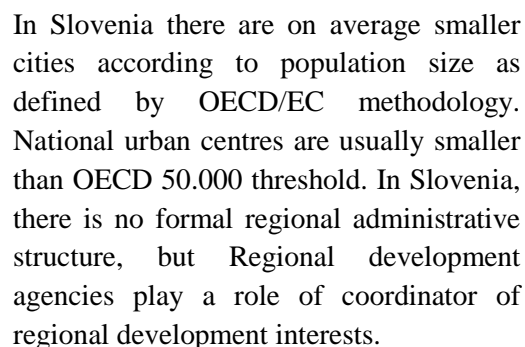 In Slovenia there are on average smaller
cities according to population size as
defined by OECD/EC methodology.
National urban centres are usually smaller
than OECD 50.000 threshold. In Slovenia,
there is no formal regional administrative
structure, but Regional development
agencies play a role of coordinator of
regional development interests.